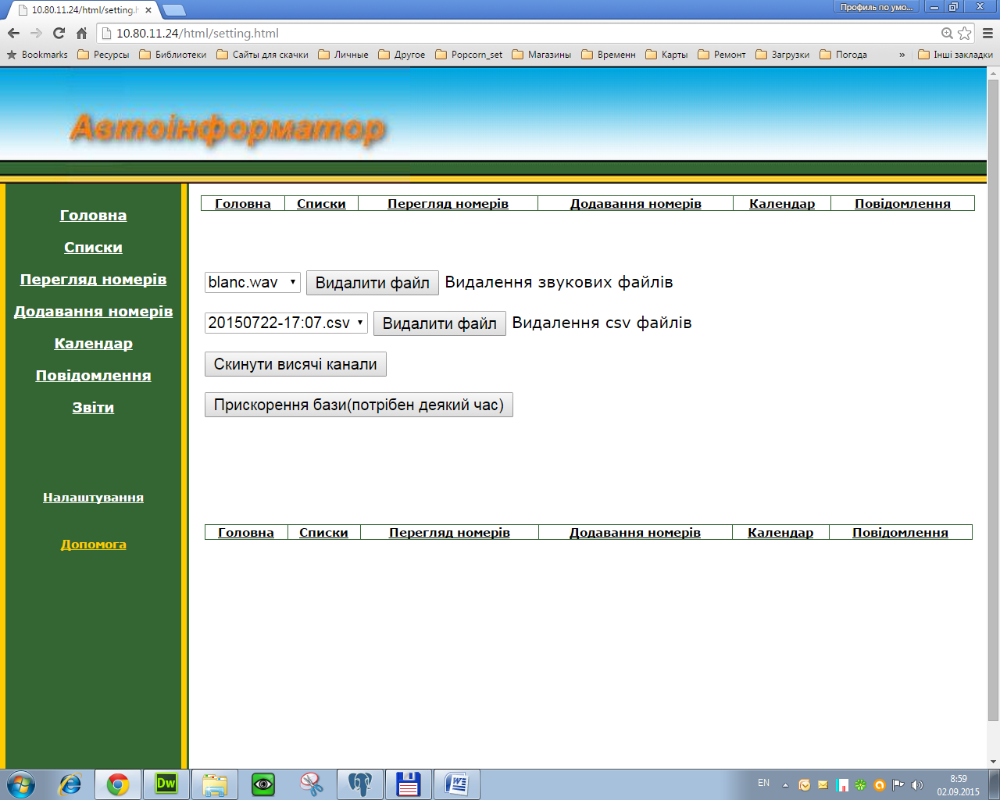 10.80.11.24/html/setting.h
Профиль по умо...
10.80.11.24/html/setting.html
Bookmarks Ресурсы Библиотеки Сайты для скачки Личные Другое Popcorn_set Магазины Временн Карты Ремонт Загрузки Погода » Інші закладки
Автоінформатор
Головна
Списки
Перегляд номерів
Додавання номерів
Календар
Повідомлення
Звіти
Налаштування
Допомога
Головна Списки Перегляд номерів Додавання номерів Календар Повідомлення
blanc.wav Видалити файл Видалення звукових файлів
20150722-17:07.csv Видалити файл Видалення csv файлів
Скинути висячі канали
Прискорення бази(потрібен деякий час)
Головна Списки Перегляд номерів Додавання номерів Календар Повідомлення
Dw
EN
8:59
02.09.2015